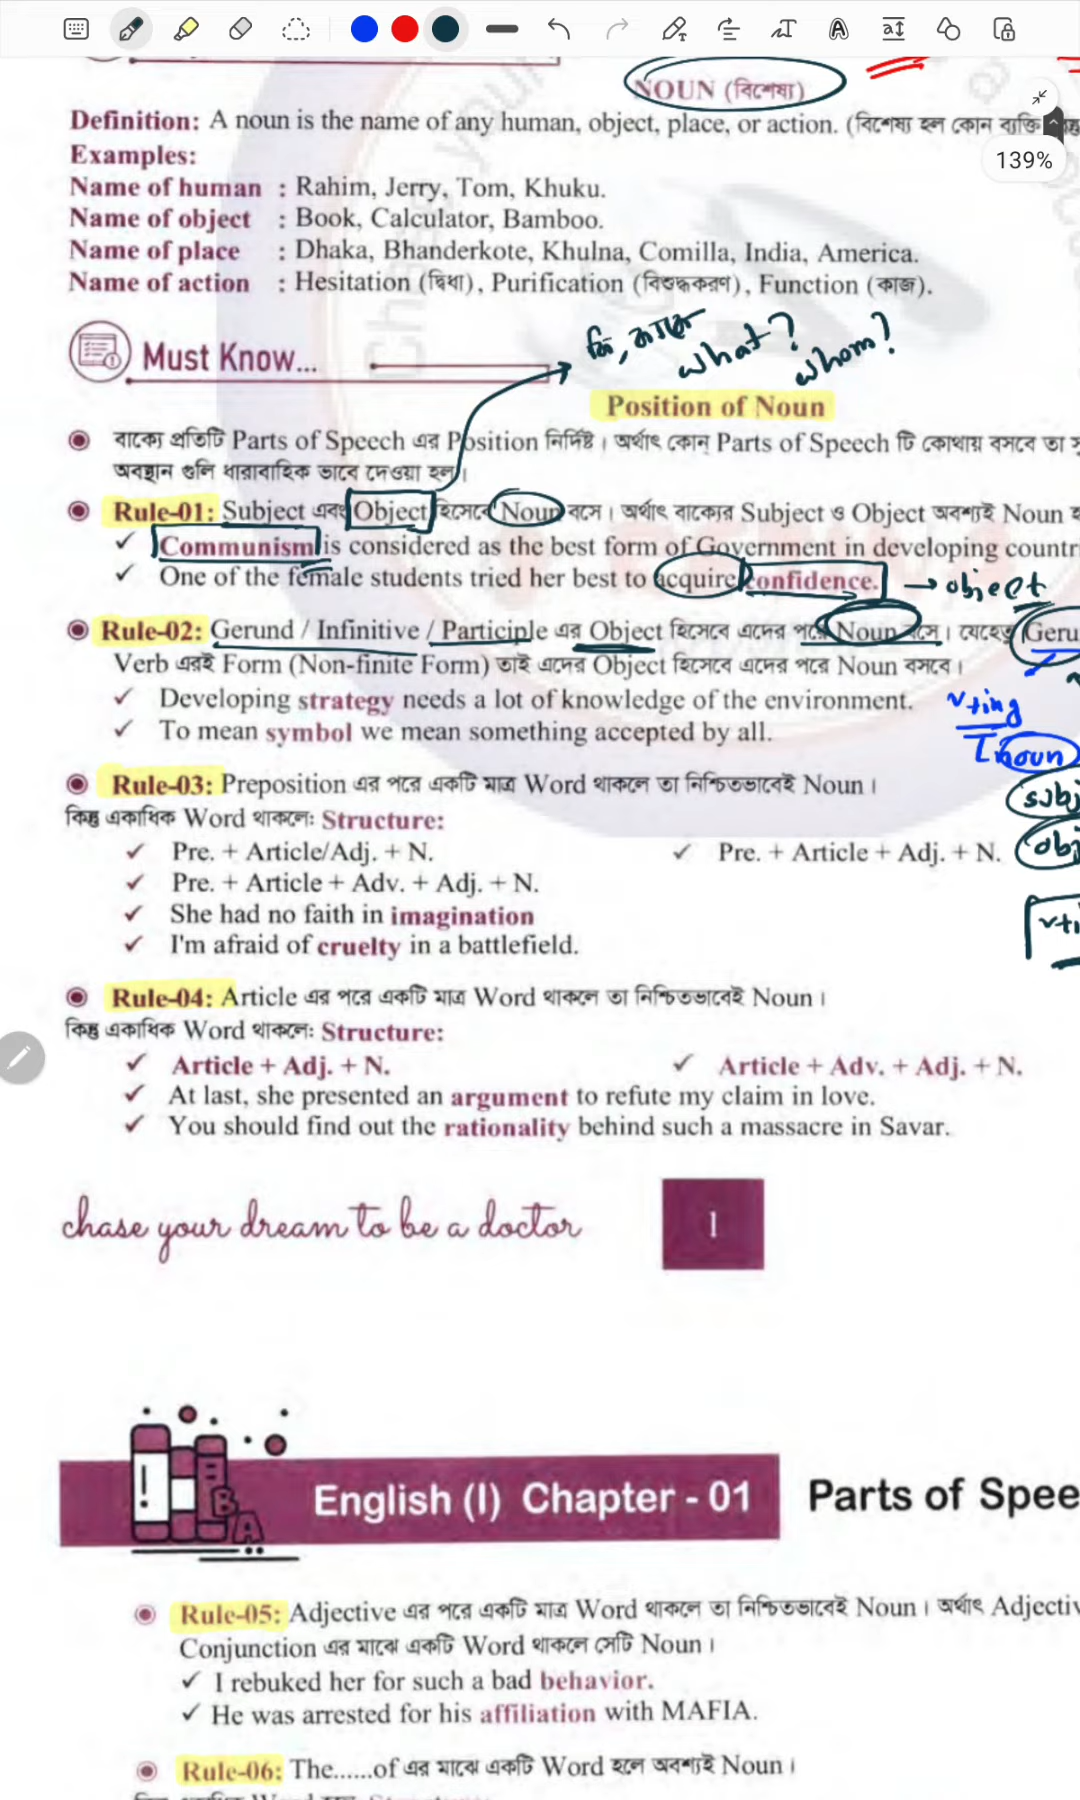 NOUN (বিশেষ্য)
Definition: A noun is the name of any human, object, place, or action. (বিশেষ্য হল কোন ব্যক্তি
139%
Examples:
Name of human : Rahim, Jerry, Tom, Khuku.
Name of object : Book, Calculator, Bamboo.
Name of place : Dhaka, Bhanderkote, Khulna, Comilla, India, America.
Name of action : Hesitation (দ্বিধা), Purification (বিশুদ্ধকরণ), Function (কাজ).
কি, কাকে what? whom?
Must Know...
Position of Noun
বাক্যে প্রতিটি Parts of Speech এর Position নির্দিষ্ট। অর্থাৎ কোন্ Parts of Speech টি কোথায় বসবে তা
অবস্থান গুলি ধারাবাহিক ভাবে দেওয়া হল।
Rule-01: Subject এবং Object হিসেবে Noun বসে। অর্থাৎ বাক্যের Subject ও Object অবশ্যই Noun
✓ Communism is considered as the best form of Government in developing countr
✓ One of the female students tried her best to acquire confidence. → object
Rule-02: Gerund / Infinitive / Participle এর Object হিসেবে এদের পরে Noun বসে। যেহেতু Geru
Verb এরই Form (Non-finite Form) তাই এদের Object হিসেবে এদের পরে Noun বসবে।
✓ Developing strategy needs a lot of knowledge of the environment.
v+ing
✓ To mean symbol we mean something accepted by all.
noun
Rule-03: Preposition এর পরে একটি মাত্র Word থাকলে তা নিশ্চিতভাবেই Noun।
subj
কিন্তু একাধিক Word থাকলে: Structure:
✓ Pre. + Article/Adj. + N.
✓ Pre. + Article + Adj. + N.
obj
✓ Pre. + Article + Adv. + Adj. + N.
✓ She had no faith in imagination
v+i
✓ I'm afraid of cruelty in a battlefield.
Rule-04: Article এর পরে একটি মাত্র Word থাকলে তা নিশ্চিতভাবেই Noun।
কিন্তু একাধিক Word থাকলে: Structure:
✓ Article + Adj. + N.
✓ Article + Adv. + Adj. + N.
✓ At last, she presented an argument to refute my claim in love.
✓ You should find out the rationality behind such a massacre in Savar.
chase your dream to be a doctor
1
English (I) Chapter - 01
Parts of Spee
Rule-05: Adjective এর পরে একটি মাত্র Word থাকলে তা নিশ্চিতভাবেই Noun। অর্থাৎ Adjectiv
Conjunction এর মাঝে একটি Word থাকলে সেটি Noun।
✓ I rebuked her for such a bad behavior.
✓ He was arrested for his affiliation with MAFIA.
Rule-06: The......of এর মাঝে একটি Word হলে অবশ্যই Noun।